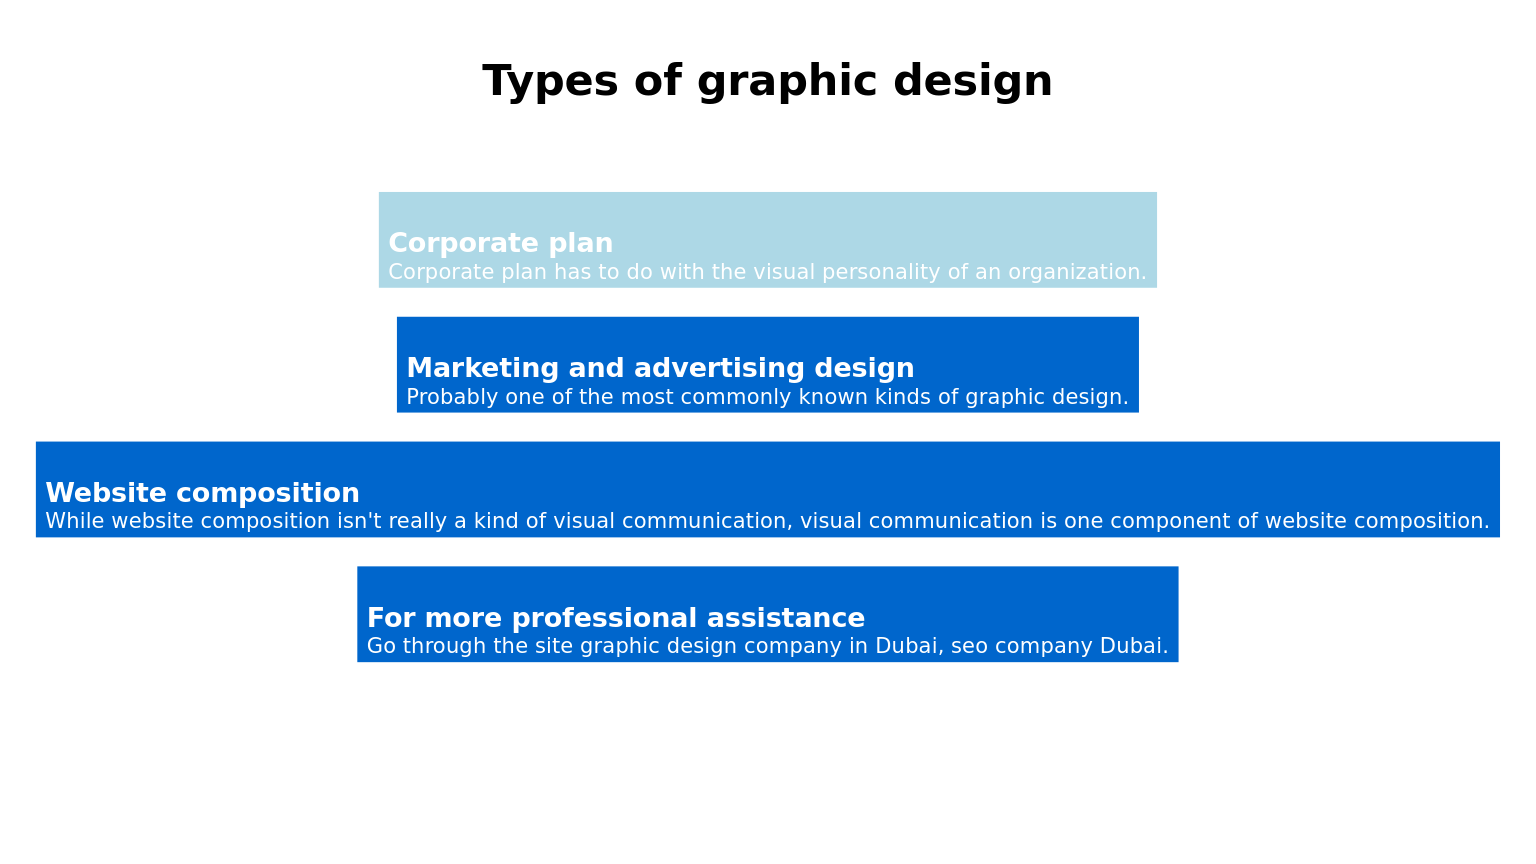 Types of graphic design
Corporate plan
Corporate plan has to do with the visual personality of an organization.
Marketing and advertising design
Probably one of the most commonly known kinds of graphic design.
Website composition
While website composition isn't really a kind of visual communication, visual communication is one component of website composition.
For more professional assistance
Go through the site graphic design company in Dubai, seo company Dubai.